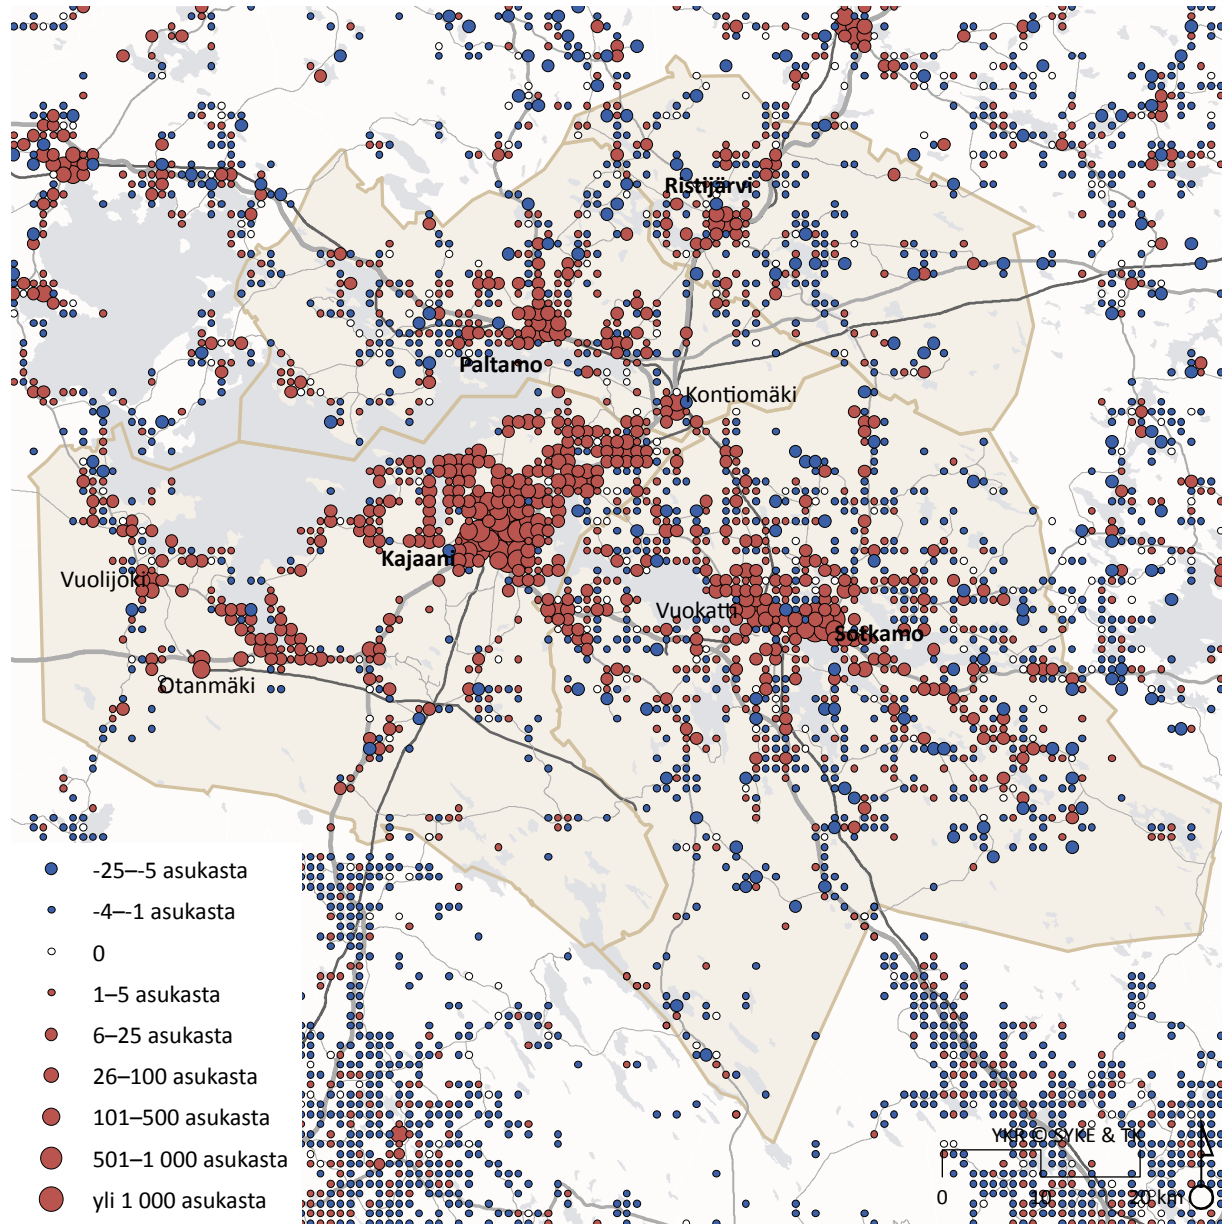 Ristijärvi
Paltamo
Kontiomäki
Kajaani
Vuolijoki
Vuokatti
Sotkamo
Otanmäki
-25–-5 asukasta
-4–-1 asukasta
0
1–5 asukasta
6–25 asukasta
26–100 asukasta
101–500 asukasta
501–1 000 asukasta
yli 1 000 asukasta
YKR © SYKE & TK
0 10 20 km